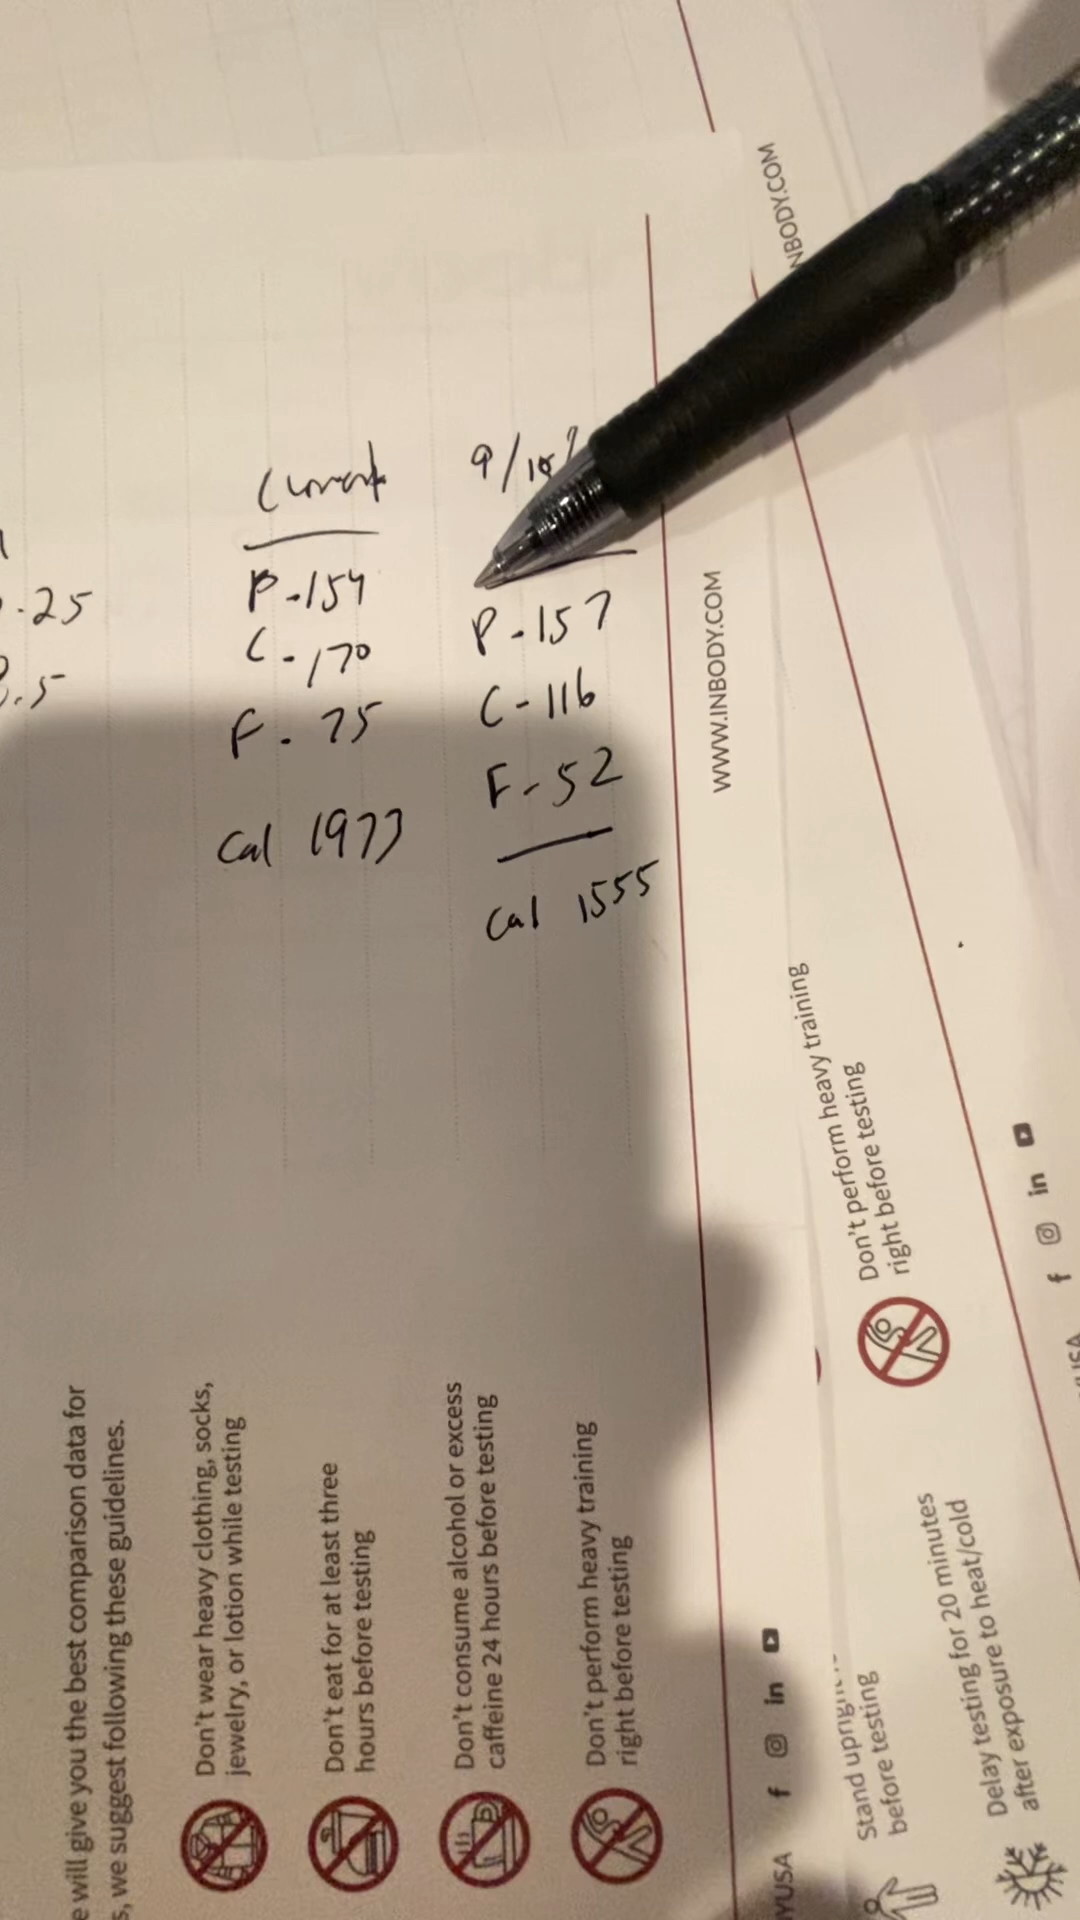 Current
P-154
C-170
F-75
Cal 1973
P-157
C-116
F-52
Cal 1555
.25
.5
WWW.INBODY.COM
NBODY.COM
e will give you the best comparison data for
s, we suggest following these guidelines.
Don't wear heavy clothing, socks,
jewelry, or lotion while testing
Don't eat for at least three
hours before testing
Don't consume alcohol or excess
caffeine 24 hours before testing
Don't perform heavy training
right before testing
YUSA
Don't perform heavy training
right before testing
Stand
before testing
Delay testing for 20 minutes
after exposure to heat/cold